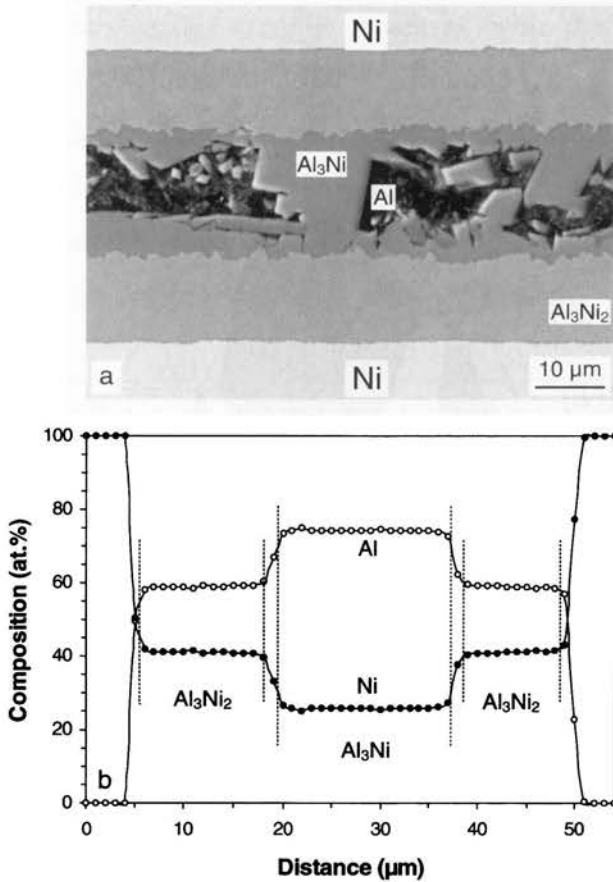 Ni
Al₃Ni
Al
Al₃Ni₂
a
Ni
10 µm
100
80
60
40
20
0
Composition (at.%)
Al
Ni
Al₃Ni₂
Al₃Ni₂
Al₃Ni
b
0 10 20 30 40 50
Distance (µm)